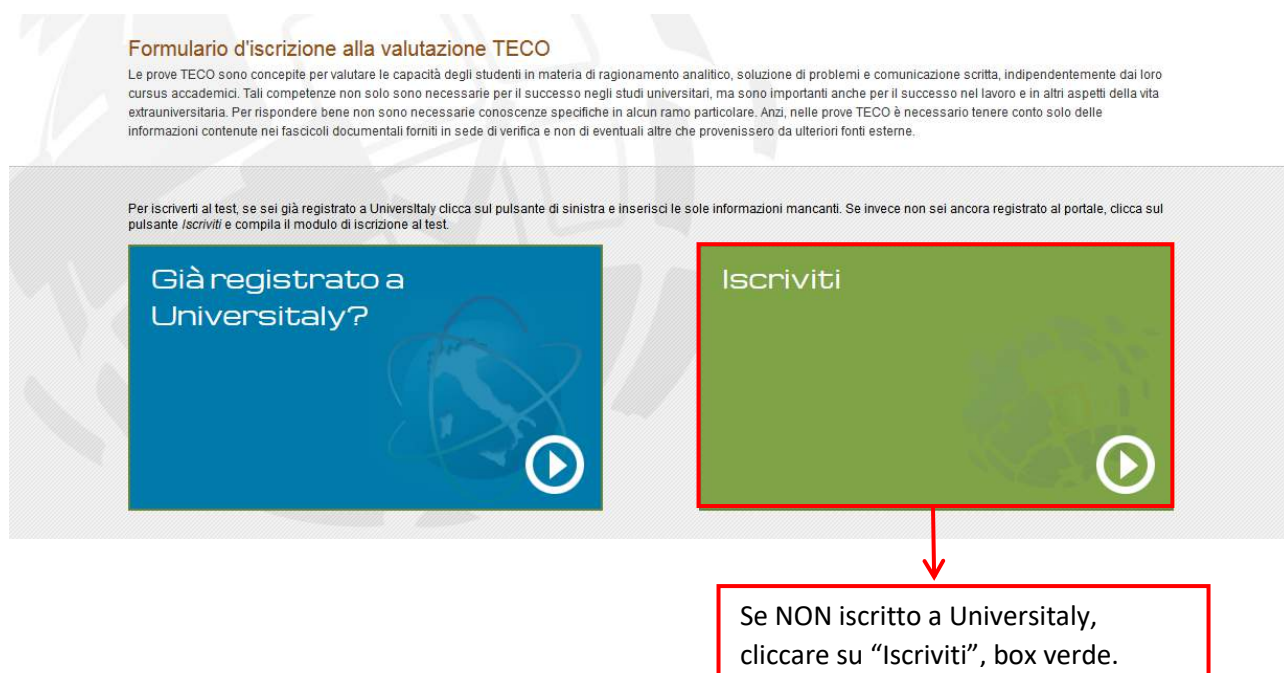 Formulario d'iscrizione alla valutazione TECO
Le prove TECO sono concepite per valutare le capacità degli studenti in materia di ragionamento analitico, soluzione di problemi e comunicazione scritta, indipendentemente dai loro
cursus accademici. Tali competenze non solo sono necessarie per il successo negli studi universitari, ma sono importanti anche per il successo nel lavoro e in altri aspetti della vita
extrauniversitaria. Per rispondere bene non sono necessarie conoscenze specifiche in alcun ramo particolare. Anzi, nelle prove TECO è necessario tenere conto solo delle
informazioni contenute nei fascicoli documentali forniti in sede di verifica e non di eventuali altre che provenissero da ulteriori fonti esterne.
Per iscriverti al test, se sei già registrato a UniversItaly clicca sul pulsante di sinistra e inserisci le sole informazioni mancanti. Se invece non sei ancora registrato al portale, clicca sul
pulsante Iscriviti e compila il modulo di iscrizione al test.
Già registrato a
Universitaly?
Iscriviti
Se NON iscritto a Universitaly,
cliccare su “Iscriviti”, box verde.